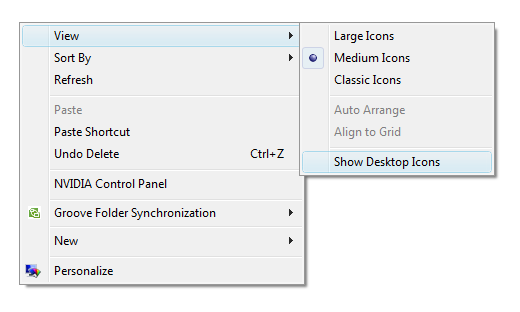 View
Sort By
Refresh
Paste
Paste Shortcut
Undo Delete Ctrl+Z
NVIDIA Control Panel
Groove Folder Synchronization
New
Personalize
Large Icons
Medium Icons
Classic Icons
Auto Arrange
Align to Grid
Show Desktop Icons